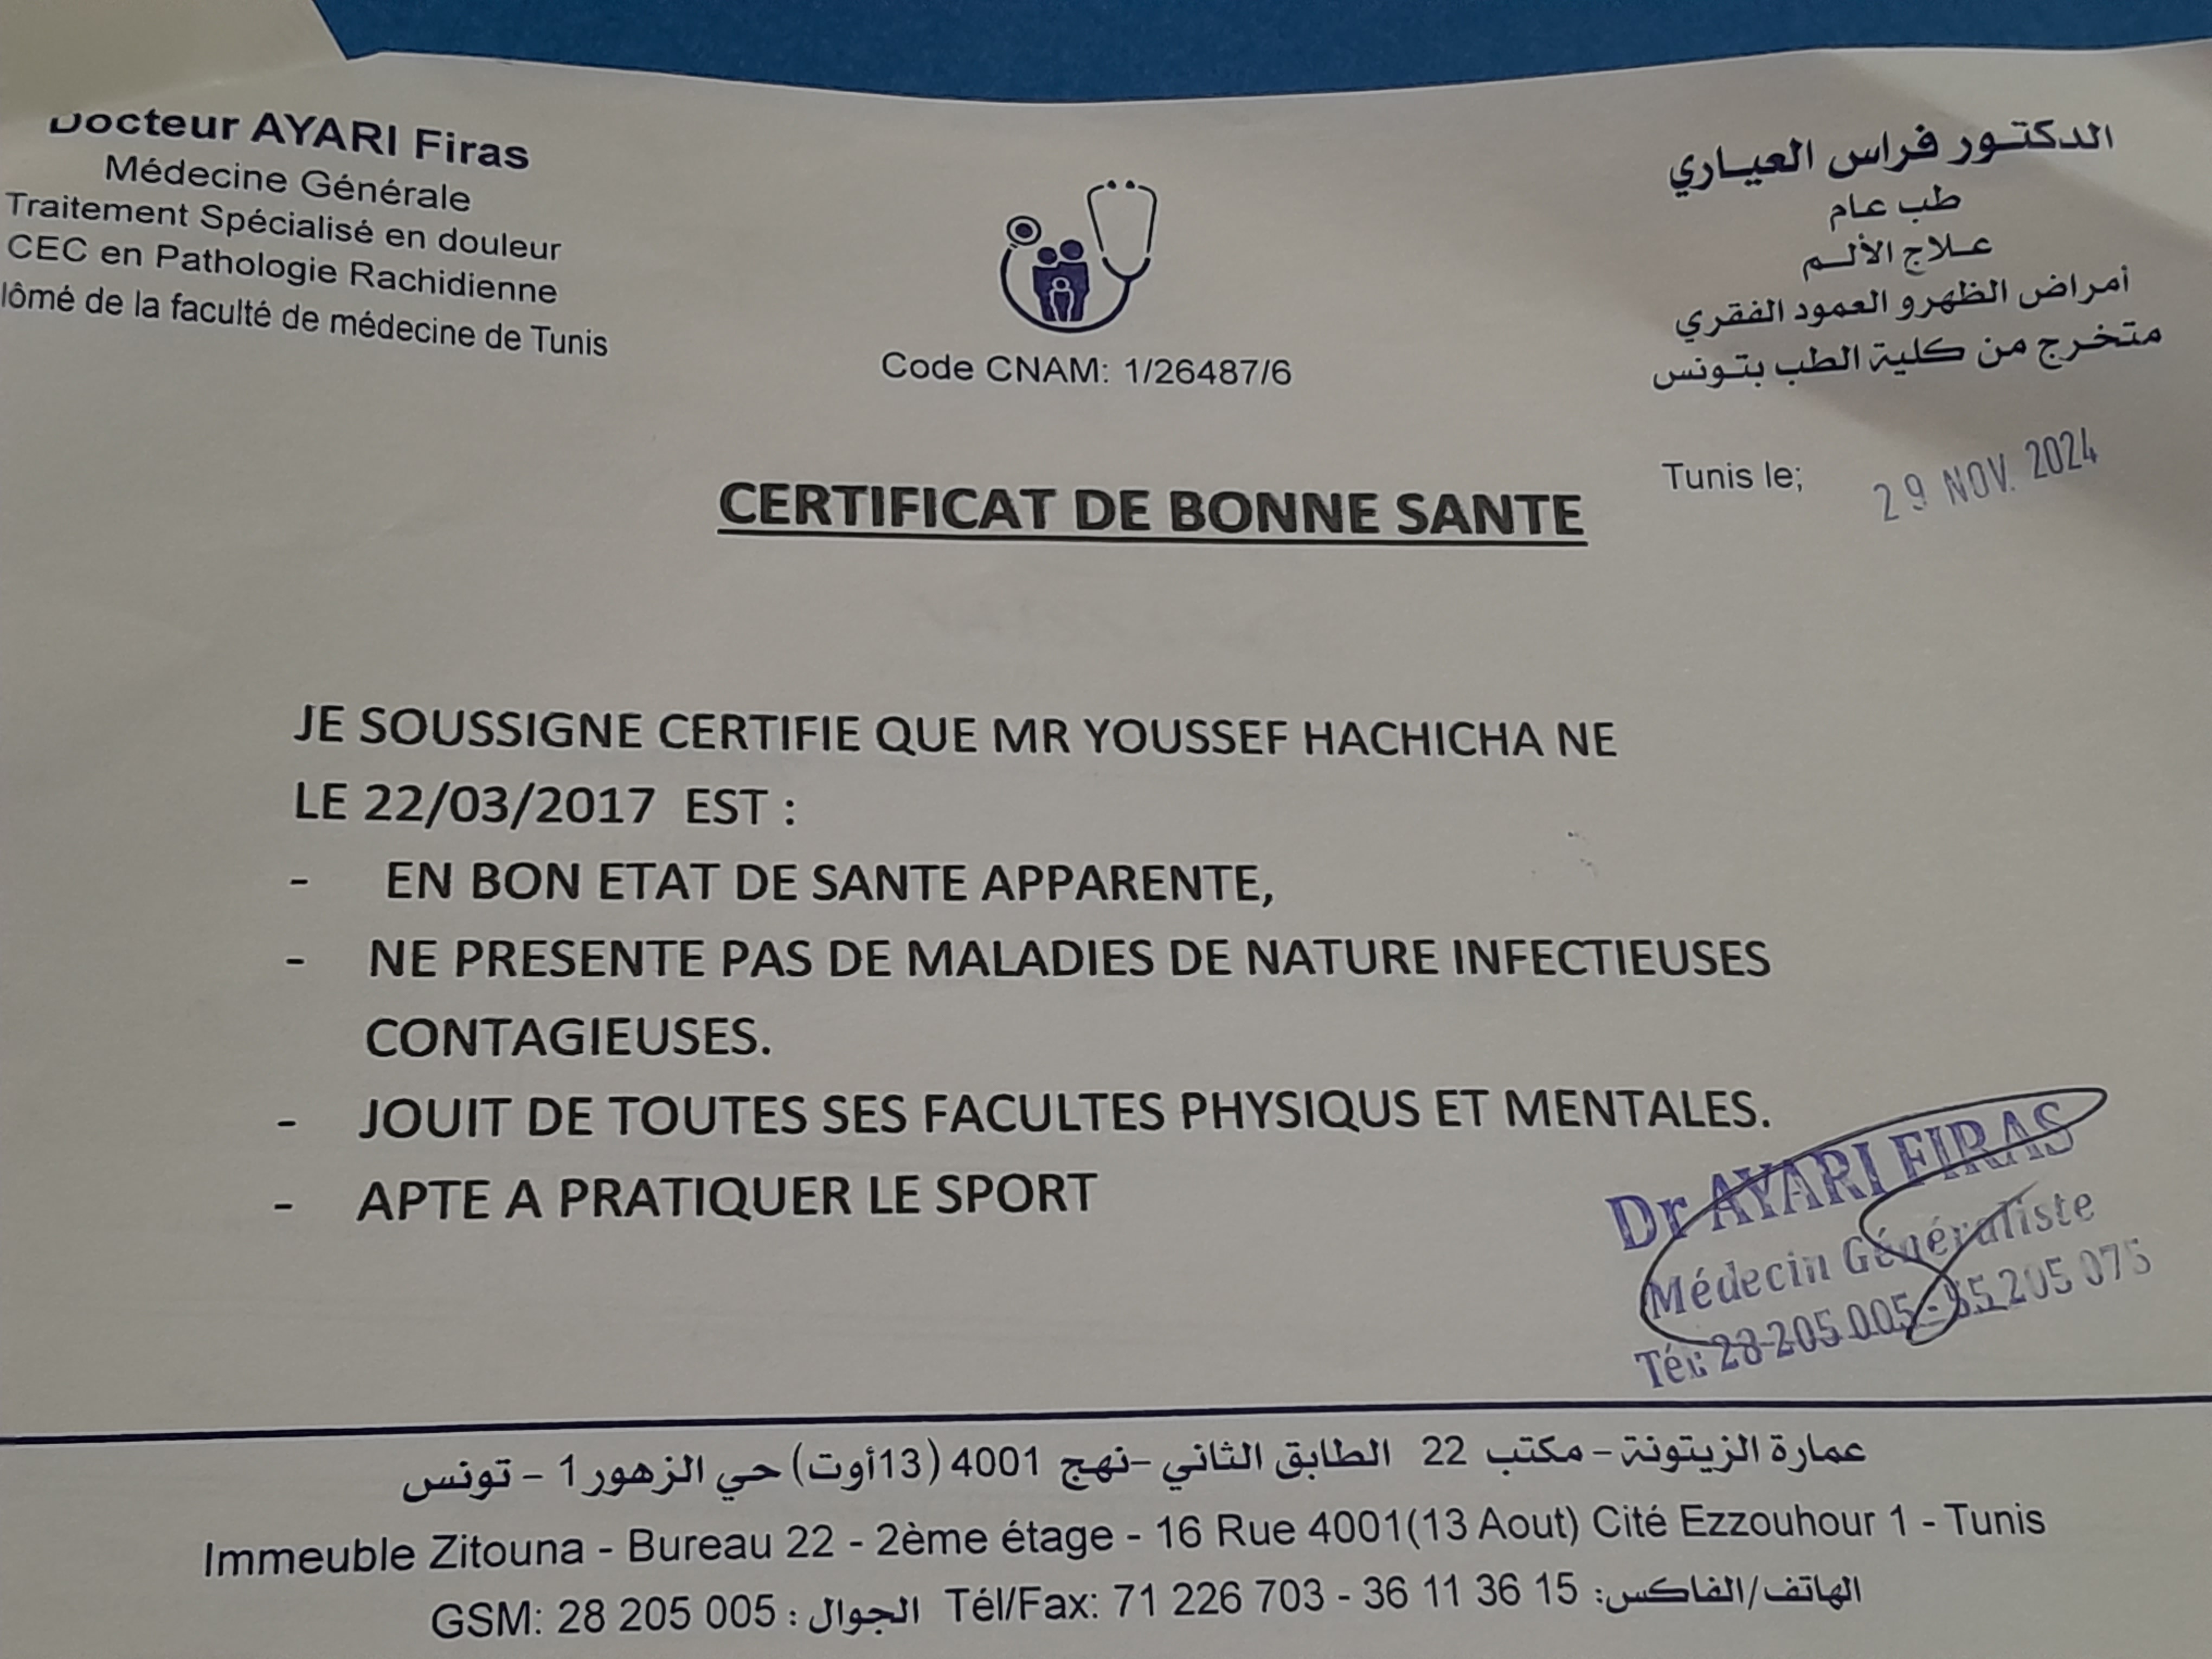 Docteur AYARI Firas
Médecine Générale
Traitement Spécialisé en douleur
CEC en Pathologie Rachidienne
lômé de la faculté de médecine de Tunis
Code CNAM: 1/26487/6
الدكتور فراس العياري
طب عام
علاج الألم
أمراض الظهر و العمود الفقري
متخرج من كلية الطب بتونس
Tunis le; 29 NOV. 2024
CERTIFICAT DE BONNE SANTE
JE SOUSSIGNE CERTIFIE QUE MR YOUSSEF HACHICHA NE
LE 22/03/2017 EST :
- EN BON ETAT DE SANTE APPARENTE,
- NE PRESENTE PAS DE MALADIES DE NATURE INFECTIEUSES
CONTAGIEUSES.
- JOUIT DE TOUTES SES FACULTES PHYSIQUS ET MENTALES.
- APTE A PRATIQUER LE SPORT
Dr AYARI FIRAS
Médecin Généraliste
Tél: 28 205 005 - 55 205 075
عمارة الزيتونة - مكتب 22 الطابق الثاني - نهج 4001 (13أوت) حي الزهور 1 - تونس
Immeuble Zitouna - Bureau 22 - 2ème étage - 16 Rue 4001(13 Aout) Cité Ezzouhour 1 - Tunis
GSM: 28 205 005 : الجوال Tél/Fax: 71 226 703 - 36 11 36 15 :الهاتف/الفاكس